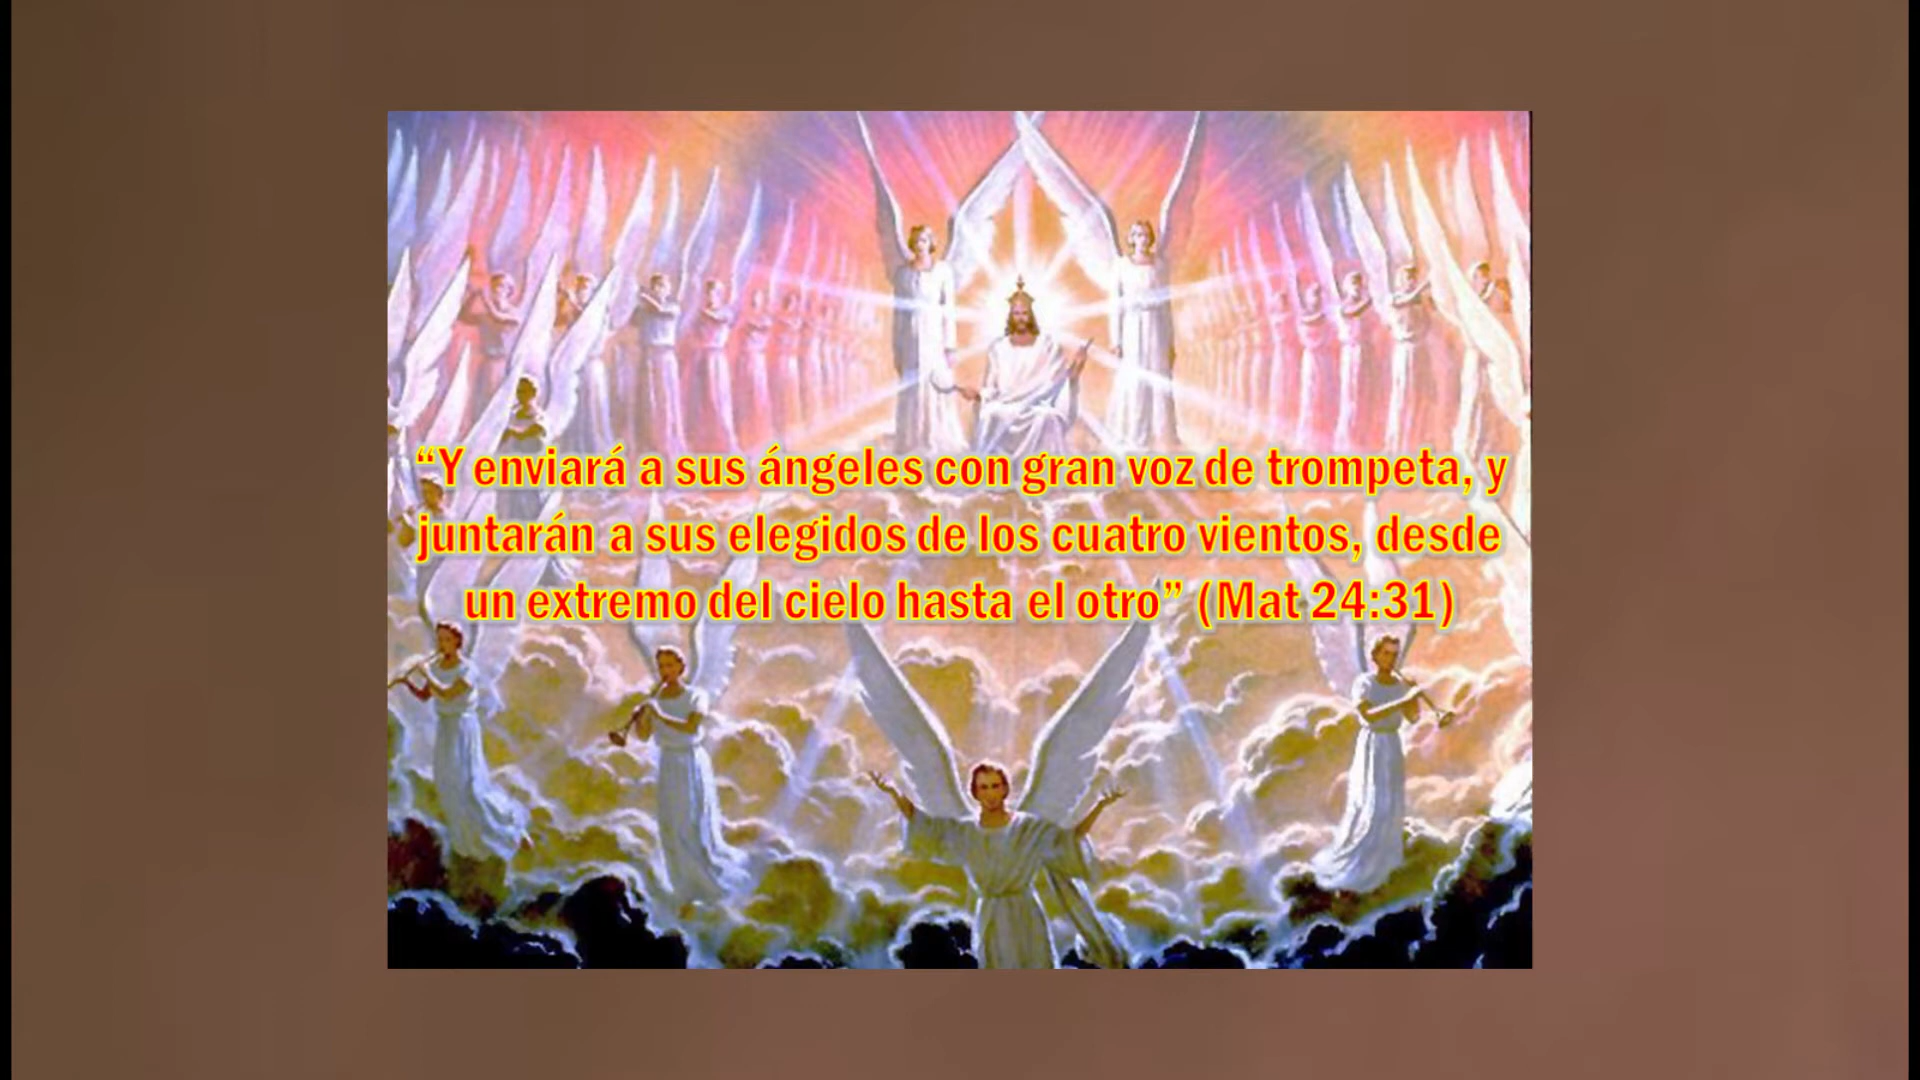 “Y enviará a sus ángeles con gran voz de trompeta, y
juntarán a sus elegidos de los cuatro vientos, desde
un extremo del cielo hasta el otro” (Mat 24:31)